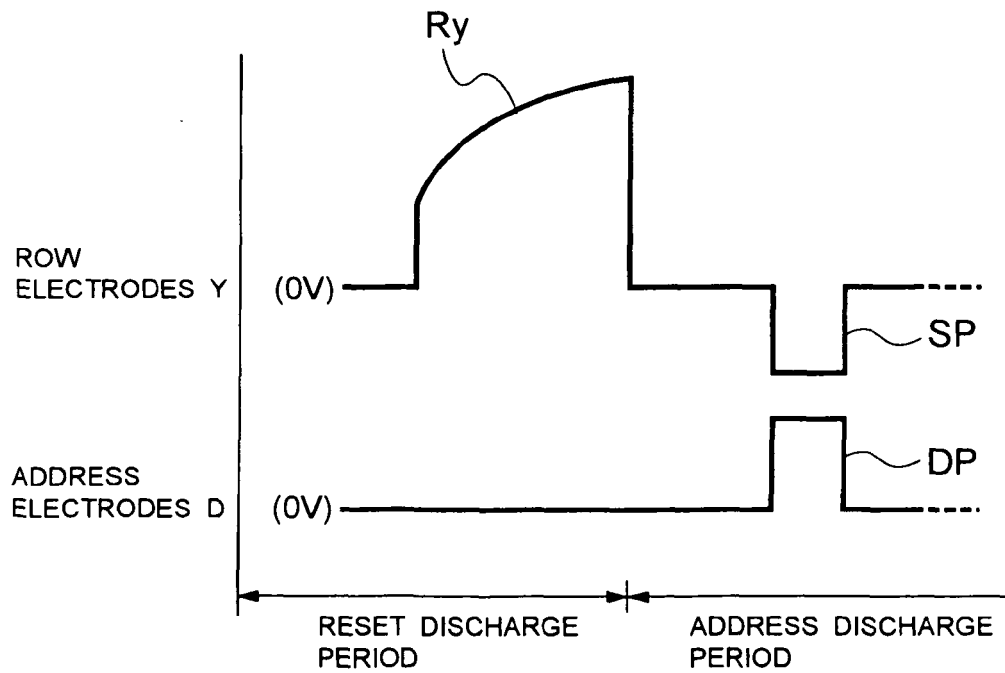 Ry
ROW
ELECTRODES Y (0V)
SP
DP
ADDRESS
ELECTRODES D (0V)
RESET DISCHARGE
PERIOD
ADDRESS DISCHARGE
PERIOD